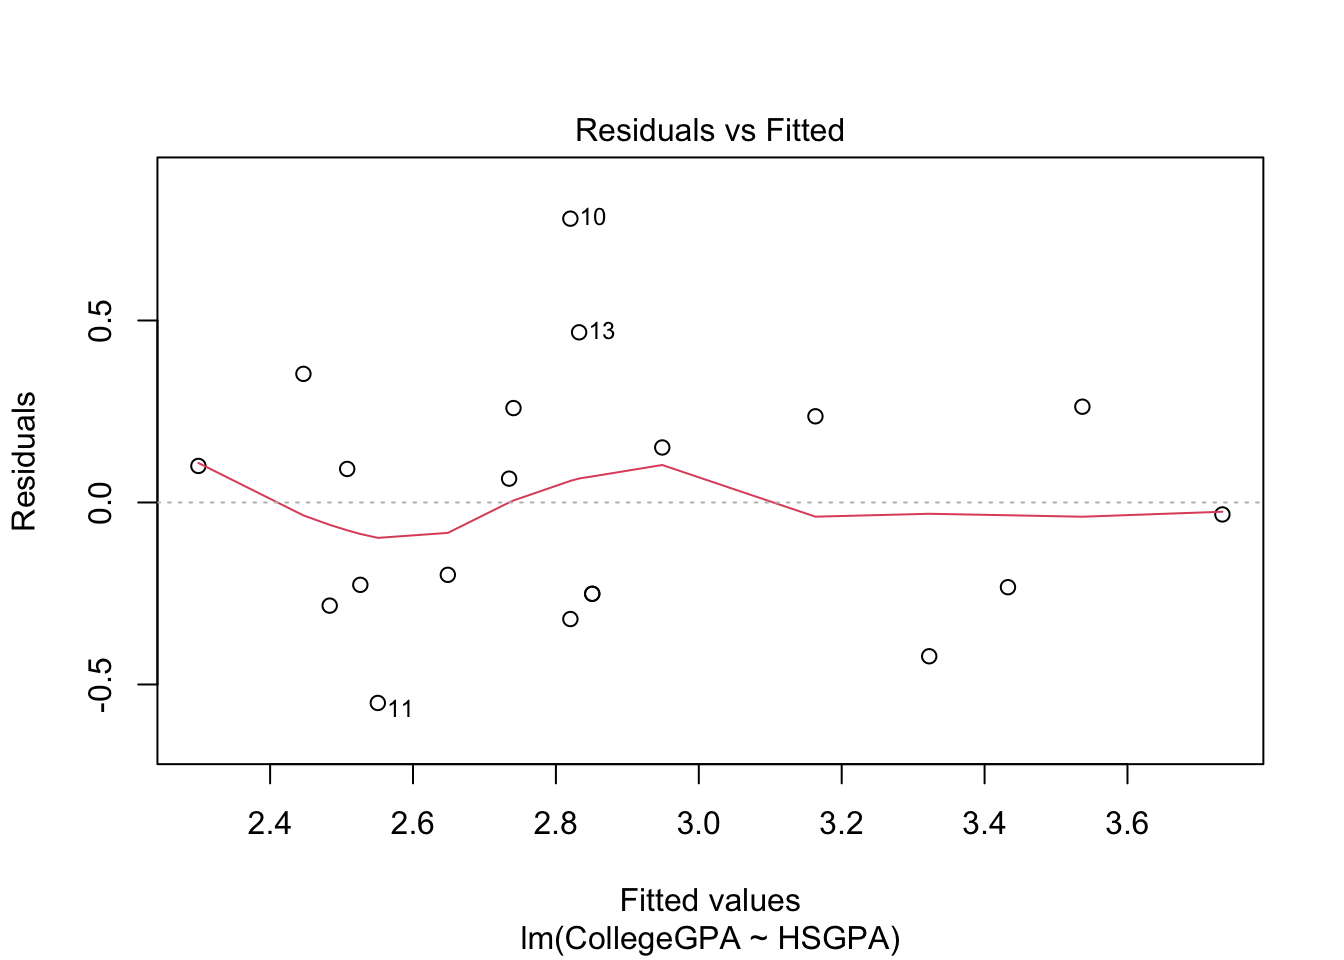 Residuals vs Fitted
10
13
11
Residuals
0.5
0.0
-0.5
2.4 2.6 2.8 3.0 3.2 3.4 3.6
Fitted values
lm(CollegeGPA ~ HSGPA)